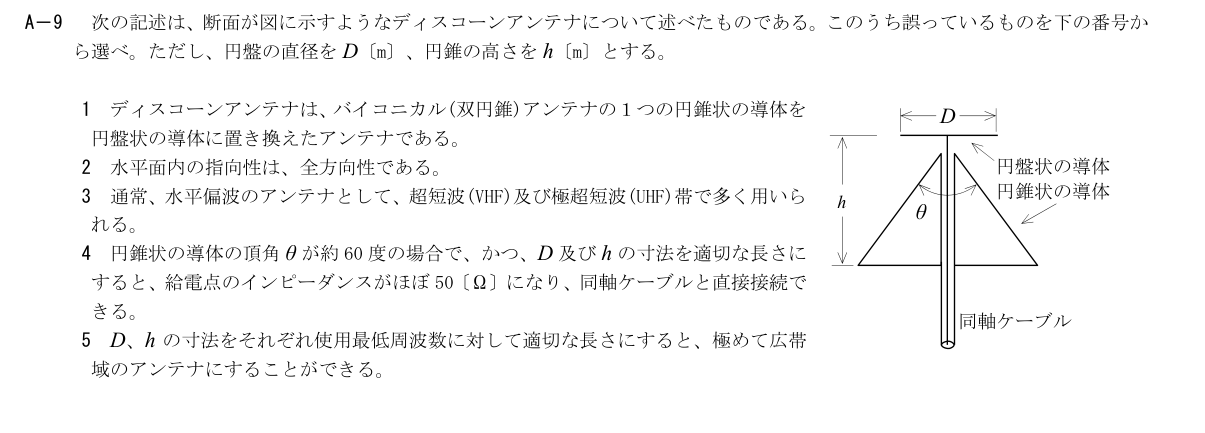 A－9　次の記述は、断面が図に示すようなディスコーンアンテナについて述べたものである。このうち誤っているものを下の番号か
ら選べ。ただし、円盤の直径を D〔m〕、円錐の高さを h〔m〕とする。
1　ディスコーンアンテナは、バイコニカル(双円錐)アンテナの１つの円錐状の導体を
円盤状の導体に置き換えたアンテナである。
2　水平面内の指向性は、全方向性である。
3　通常、水平偏波のアンテナとして、超短波(VHF)及び極超短波(UHF)帯で多く用いら
れる。
4　円錐状の導体の頂角 θ が約 60 度の場合で、かつ、D 及び h の寸法を適切な長さに
すると、給電点のインピーダンスがほぼ 50〔Ω〕になり、同軸ケーブルと直接接続で
きる。
5　D、h の寸法をそれぞれ使用最低周波数に対して適切な長さにすると、極めて広帯
域のアンテナにすることができる。
D
円盤状の導体
円錐状の導体
h
θ
同軸ケーブル